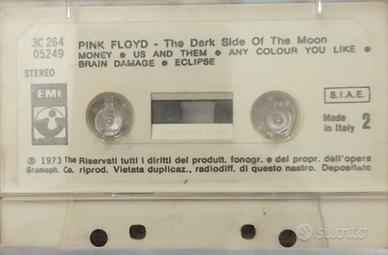 3C 264
05249
STEREO
EMI
PINK FLOYD - The Dark Side Of The Moon
MONEY • US AND THEM • ANY COLOUR YOU LIKE •
BRAIN DAMAGE • ECLIPSE
S.I.A.E.
Made
in Italy 2
℗ 1973 The Riservati tutti i diritti del produtt. fonogr. e del propr. dell'opera
Gramoph. Co. riprod. Vietata duplicaz., radiodiff. di questo nastro. Depositato
subito